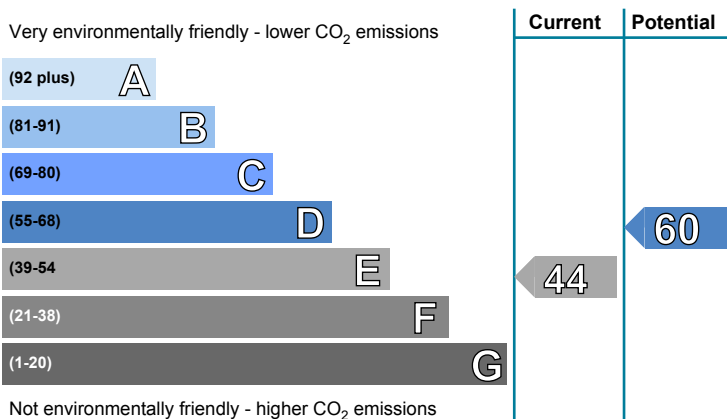 Current Potential
Very environmentally friendly - lower CO2 emissions
(92 plus) A
(81-91) B
(69-80) C
(55-68) D
60
(39-54 E
44
(21-38) F
(1-20) G
Not environmentally friendly - higher CO2 emissions